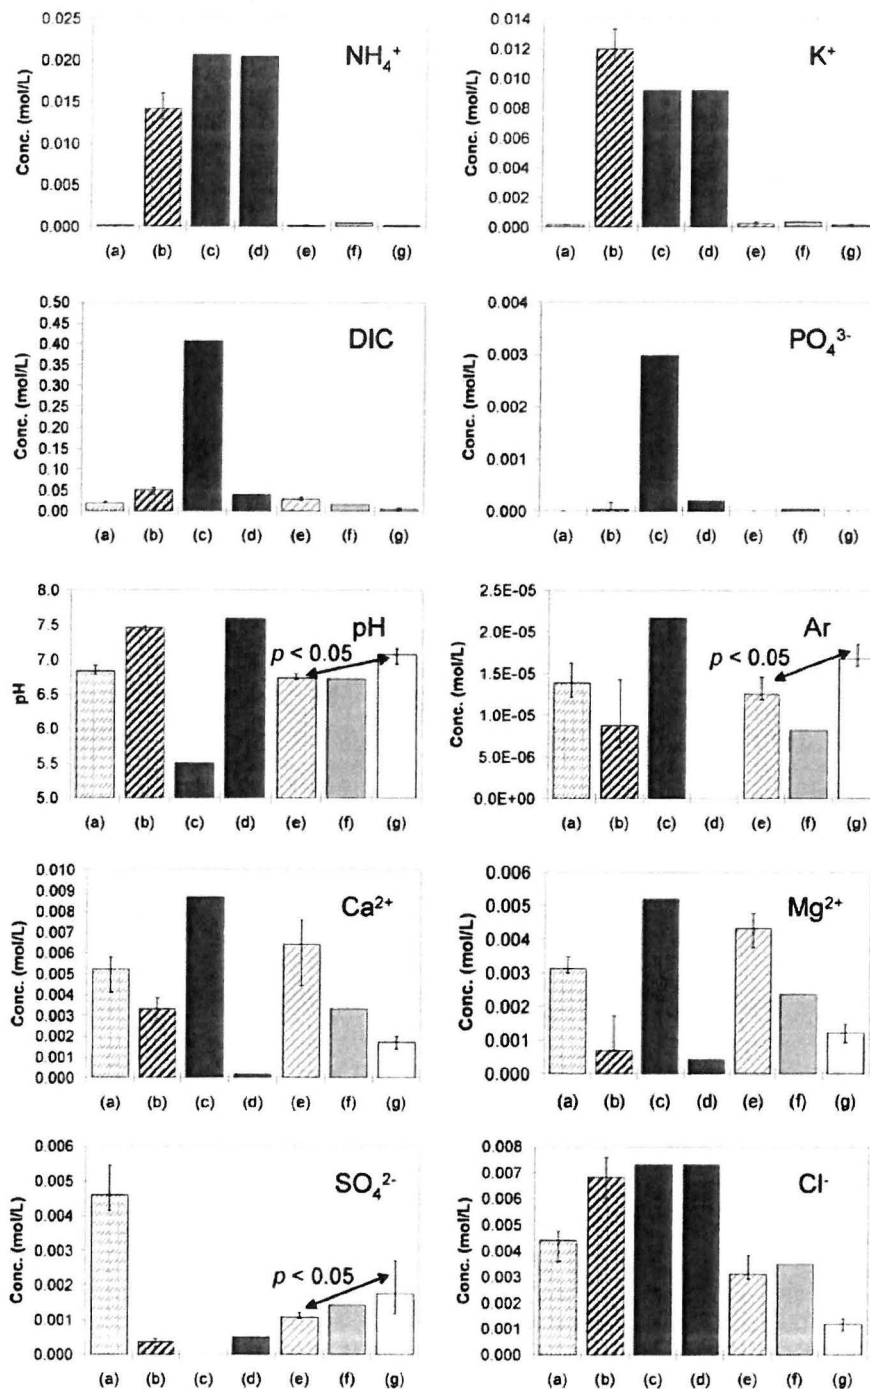 NH₄⁺
Conc. (mol/L)
0.025
0.020
0.015
0.010
0.005
0.000
(a) (b) (c) (d) (e) (f) (g)
K⁺
Conc. (mol/L)
0.014
0.012
0.010
0.008
0.006
0.004
0.002
0.000
(a) (b) (c) (d) (e) (f) (g)
DIC
Conc. (mol/L)
0.50
0.45
0.40
0.35
0.30
0.25
0.20
0.15
0.10
0.05
0.00
(a) (b) (c) (d) (e) (f) (g)
PO₄³⁻
Conc. (mol/L)
0.004
0.003
0.002
0.001
0.000
(a) (b) (c) (d) (e) (f) (g)
pH
p < 0.05
pH
8.0
7.5
7.0
6.5
6.0
5.5
5.0
(a) (b) (c) (d) (e) (f) (g)
Ar
p < 0.05
Conc. (mol/L)
2.5E-05
2.0E-05
1.5E-05
1.0E-05
5.0E-06
0.0E+00
(a) (b) (c) (d) (e) (f) (g)
Ca²⁺
Conc. (mol/L)
0.010
0.009
0.008
0.007
0.006
0.005
0.004
0.003
0.002
0.001
0.000
(a) (b) (c) (d) (e) (f) (g)
Mg²⁺
Conc. (mol/L)
0.006
0.005
0.004
0.003
0.002
0.001
0.000
(a) (b) (c) (d) (e) (f) (g)
SO₄²⁻
p < 0.05
Conc. (mol/L)
0.006
0.005
0.004
0.003
0.002
0.001
0.000
(a) (b) (c) (d) (e) (f) (g)
Cl⁻
Conc. (mol/L)
0.008
0.007
0.006
0.005
0.004
0.003
0.002
0.001
0.000
(a) (b) (c) (d) (e) (f) (g)